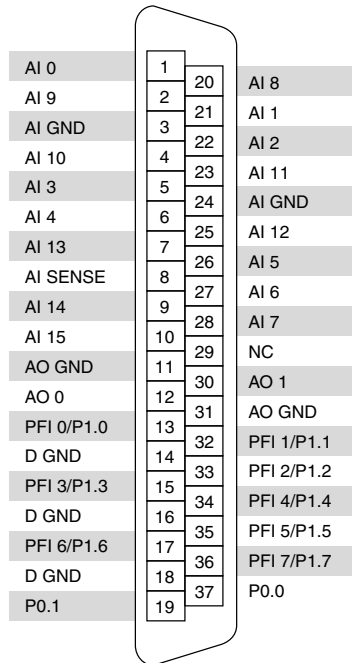 AI 0 1
20 AI 8
AI 9 2
21 AI 1
AI GND 3
22 AI 2
AI 10 4
23 AI 11
AI 3 5
24 AI GND
AI 4 6
25 AI 12
AI 13 7
26 AI 5
AI SENSE 8
27 AI 6
AI 14 9
28 AI 7
AI 15 10
29 NC
AO GND 11
30 AO 1
AO 0 12
31 AO GND
PFI 0/P1.0 13
32 PFI 1/P1.1
D GND 14
33 PFI 2/P1.2
PFI 3/P1.3 15
34 PFI 4/P1.4
D GND 16
35 PFI 5/P1.5
PFI 6/P1.6 17
36 PFI 7/P1.7
D GND 18
37 P0.0
P0.1 19